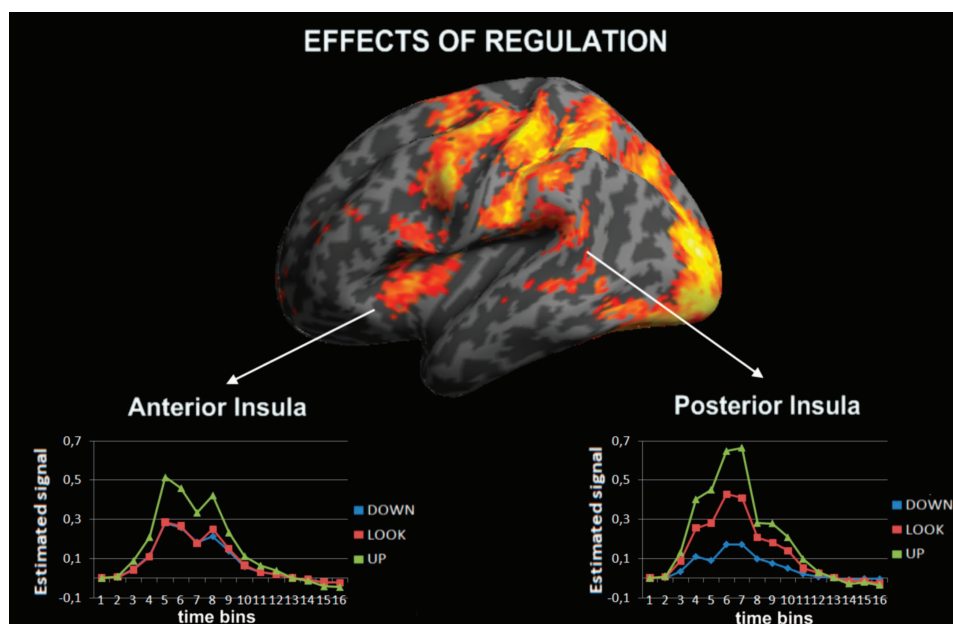 EFFECTS OF REGULATION
Anterior Insula
Estimated signal
0,7
0,5
0,3
0,1
-0,1
1 2 3 4 5 6 7 8 9 10 11 12 13 14 15 16
time bins
DOWN
LOOK
UP
Posterior Insula
Estimated signal
0,7
0,5
0,3
0,1
-0,1
1 2 3 4 5 6 7 8 9 10 11 12 13 14 15 16
time bins
DOWN
LOOK
UP